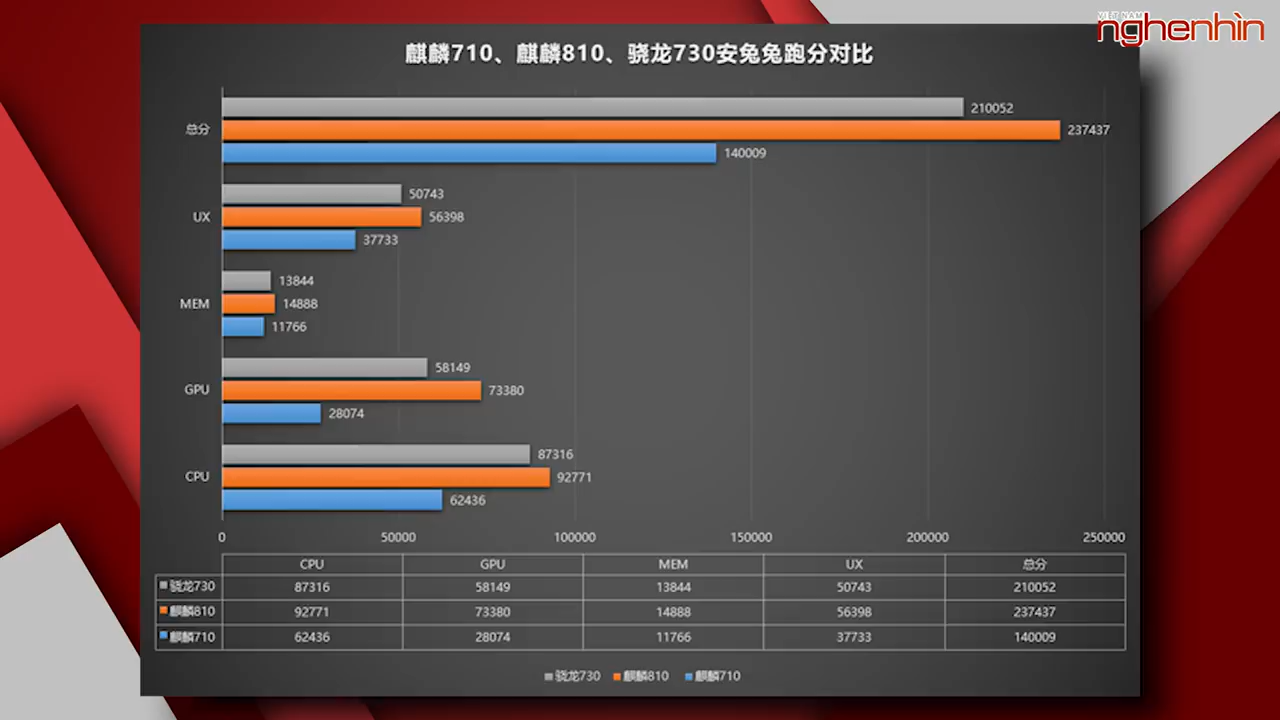 VIỆT NAM
nghenhìn
麒麟710、麒麟810、骁龙730安兔兔跑分对比
210052
总分
237437
140009
50743
UX
56398
37733
13844
MEM
14888
11766
58149
GPU
73380
28074
87316
CPU
92771
62436
0 50000 100000 150000 200000 250000
CPU GPU MEM UX 总分
骁龙730 87316 58149 13844 50743 210052
麒麟810 92771 73380 14888 56398 237437
麒麟710 62436 28074 11766 37733 140009
骁龙730 麒麟810 麒麟710